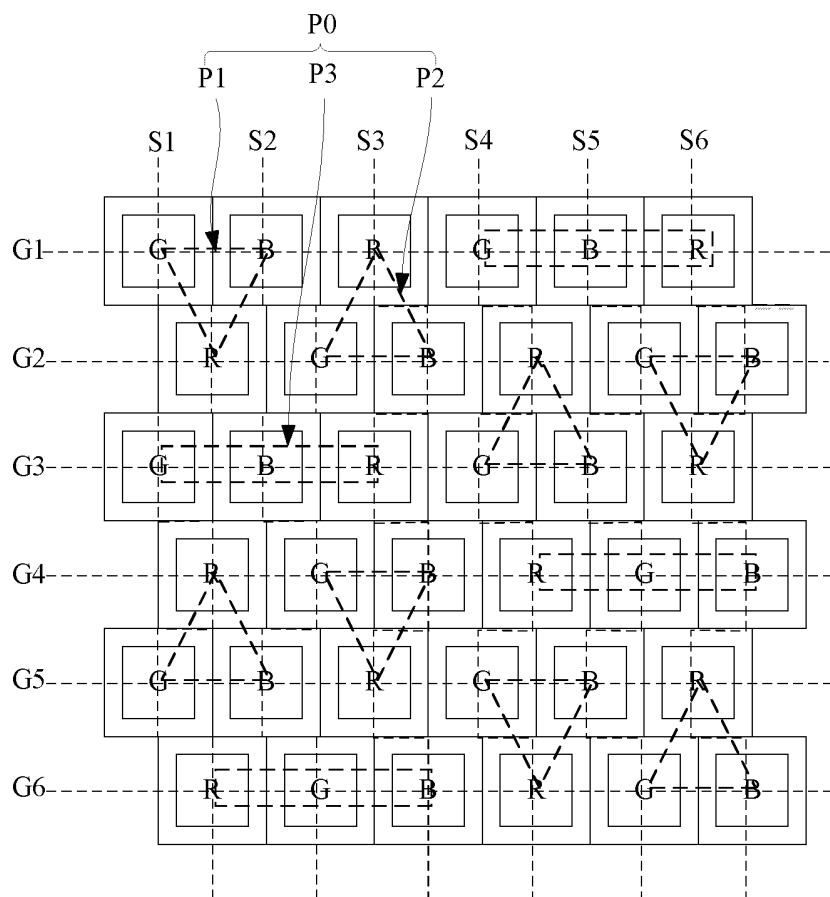 P0
P1 P3 P2
S1 S2 S3 S4 S5 S6
G1 G B R G B R
G2 R G B R G B
G3 G B R G B R
G4 R G B R G B
G5 G B R G B R
G6 R G B R G B